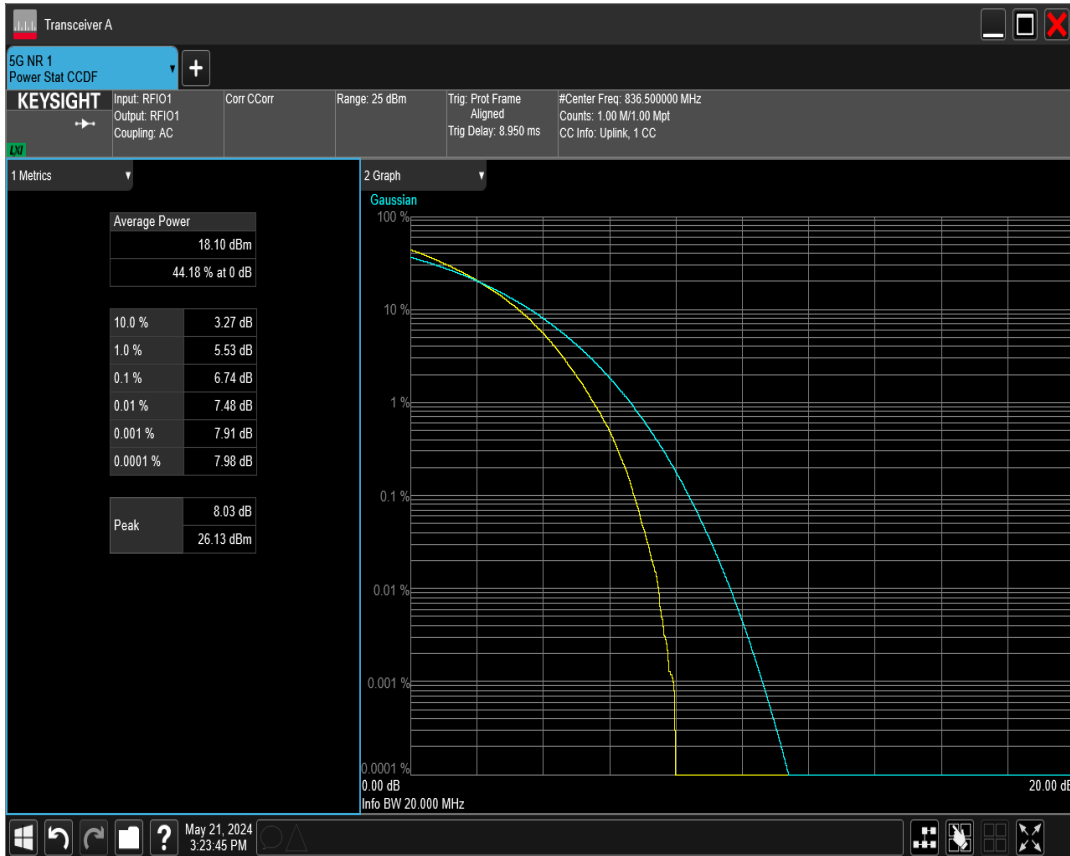 Transceiver A
5G NR 1
Power Stat CCDF
KEYSIGHT
LXI
Input: RFIO1
Output: RFIO1
Coupling: AC
Corr CCorr
Range: 25 dBm
Trig: Prot Frame
Aligned
Trig Delay: 8.950 ms
#Center Freq: 836.500000 MHz
Counts: 1.00 M/1.00 Mpt
CC Info: Uplink, 1 CC
1 Metrics
Average Power
18.10 dBm
44.18 % at 0 dB
10.0 % 3.27 dB
1.0 % 5.53 dB
0.1 % 6.74 dB
0.01 % 7.48 dB
0.001 % 7.91 dB
0.0001 % 7.98 dB
Peak
8.03 dB
26.13 dBm
2 Graph
Gaussian
100 %
10 %
1 %
0.1 %
0.01 %
0.001 %
0.0001 %
0.00 dB 20.00 dB
Info BW 20.000 MHz
?
May 21, 2024
3:23:45 PM